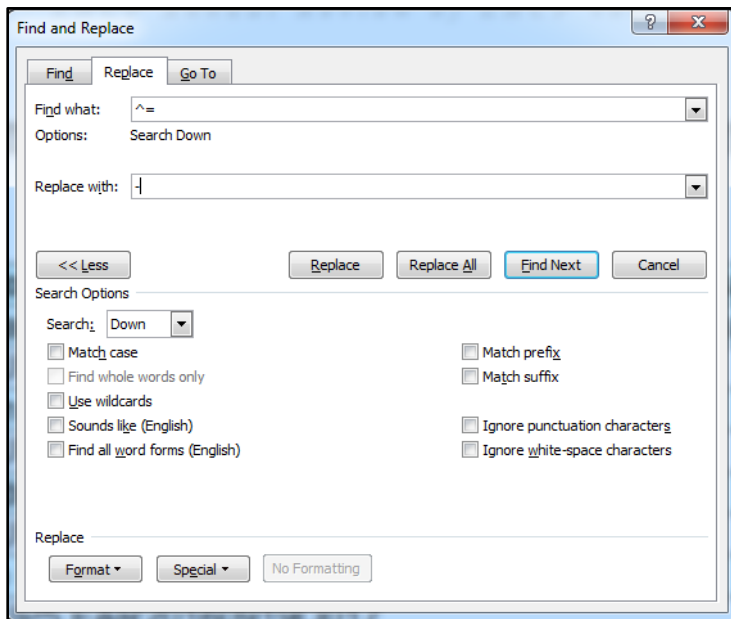 Find and Replace
Find Replace Go To
Find what: ^=
Options: Search Down
Replace with: -
<< Less Replace Replace All Find Next Cancel
Search Options
Search: Down
Match case Match prefix
Find whole words only Match suffix
Use wildcards
Sounds like (English) Ignore punctuation characters
Find all word forms (English) Ignore white-space characters
Replace
Format Special No Formatting